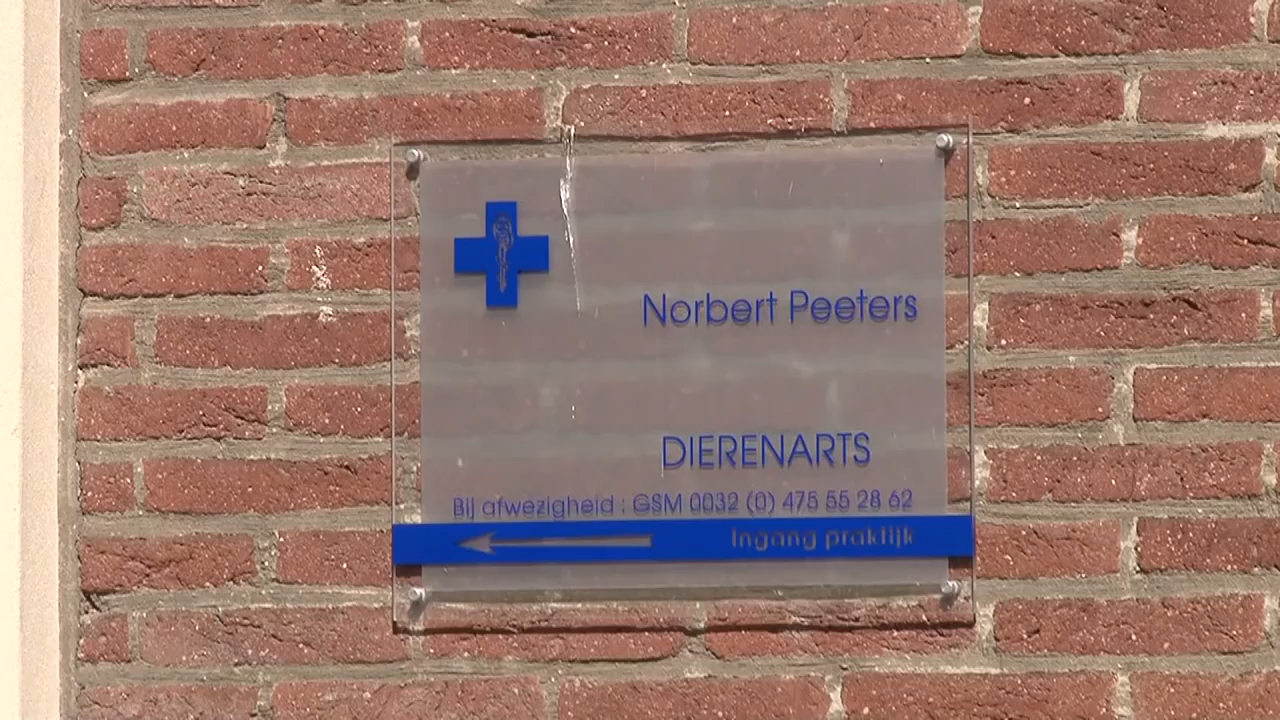 Norbert Peeters
DIERENARTS
Bij afwezigheid : GSM 0032 (0) 475 55 28 62
Ingang praktijk